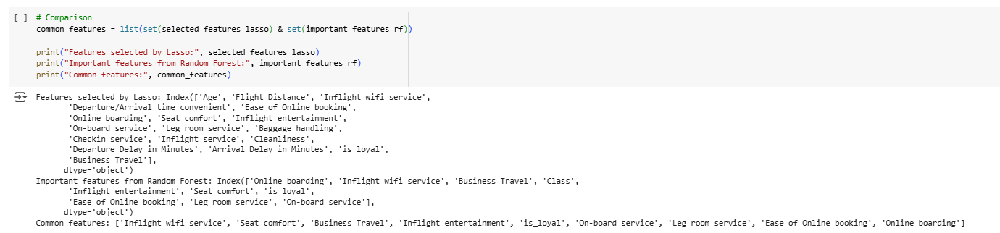 [ ] # Comparison
common_features = list(set(selected_features_lasso) & set(important_features_rf))
print("Features selected by Lasso:", selected_features_lasso)
print("Important features from Random Forest:", important_features_rf)
print("Common features:", common_features)
Features selected by Lasso: Index(['Age', 'Flight Distance', 'Inflight wifi service',
'Departure/Arrival time convenient', 'Ease of Online booking',
'Online boarding', 'Seat comfort', 'Inflight entertainment',
'On-board service', 'Leg room service', 'Baggage handling',
'Checkin service', 'Inflight service', 'Cleanliness',
'Departure Delay in Minutes', 'Arrival Delay in Minutes', 'is_loyal',
'Business Travel'],
dtype='object')
Important features from Random Forest: Index(['Online boarding', 'Inflight wifi service', 'Business Travel', 'Class',
'Inflight entertainment', 'Seat comfort', 'is_loyal',
'Ease of Online booking', 'Leg room service', 'On-board service'],
dtype='object')
Common features: ['Inflight wifi service', 'Seat comfort', 'Business Travel', 'Inflight entertainment', 'is_loyal', 'On-board service', 'Leg room service', 'Ease of Online booking', 'Online boarding']